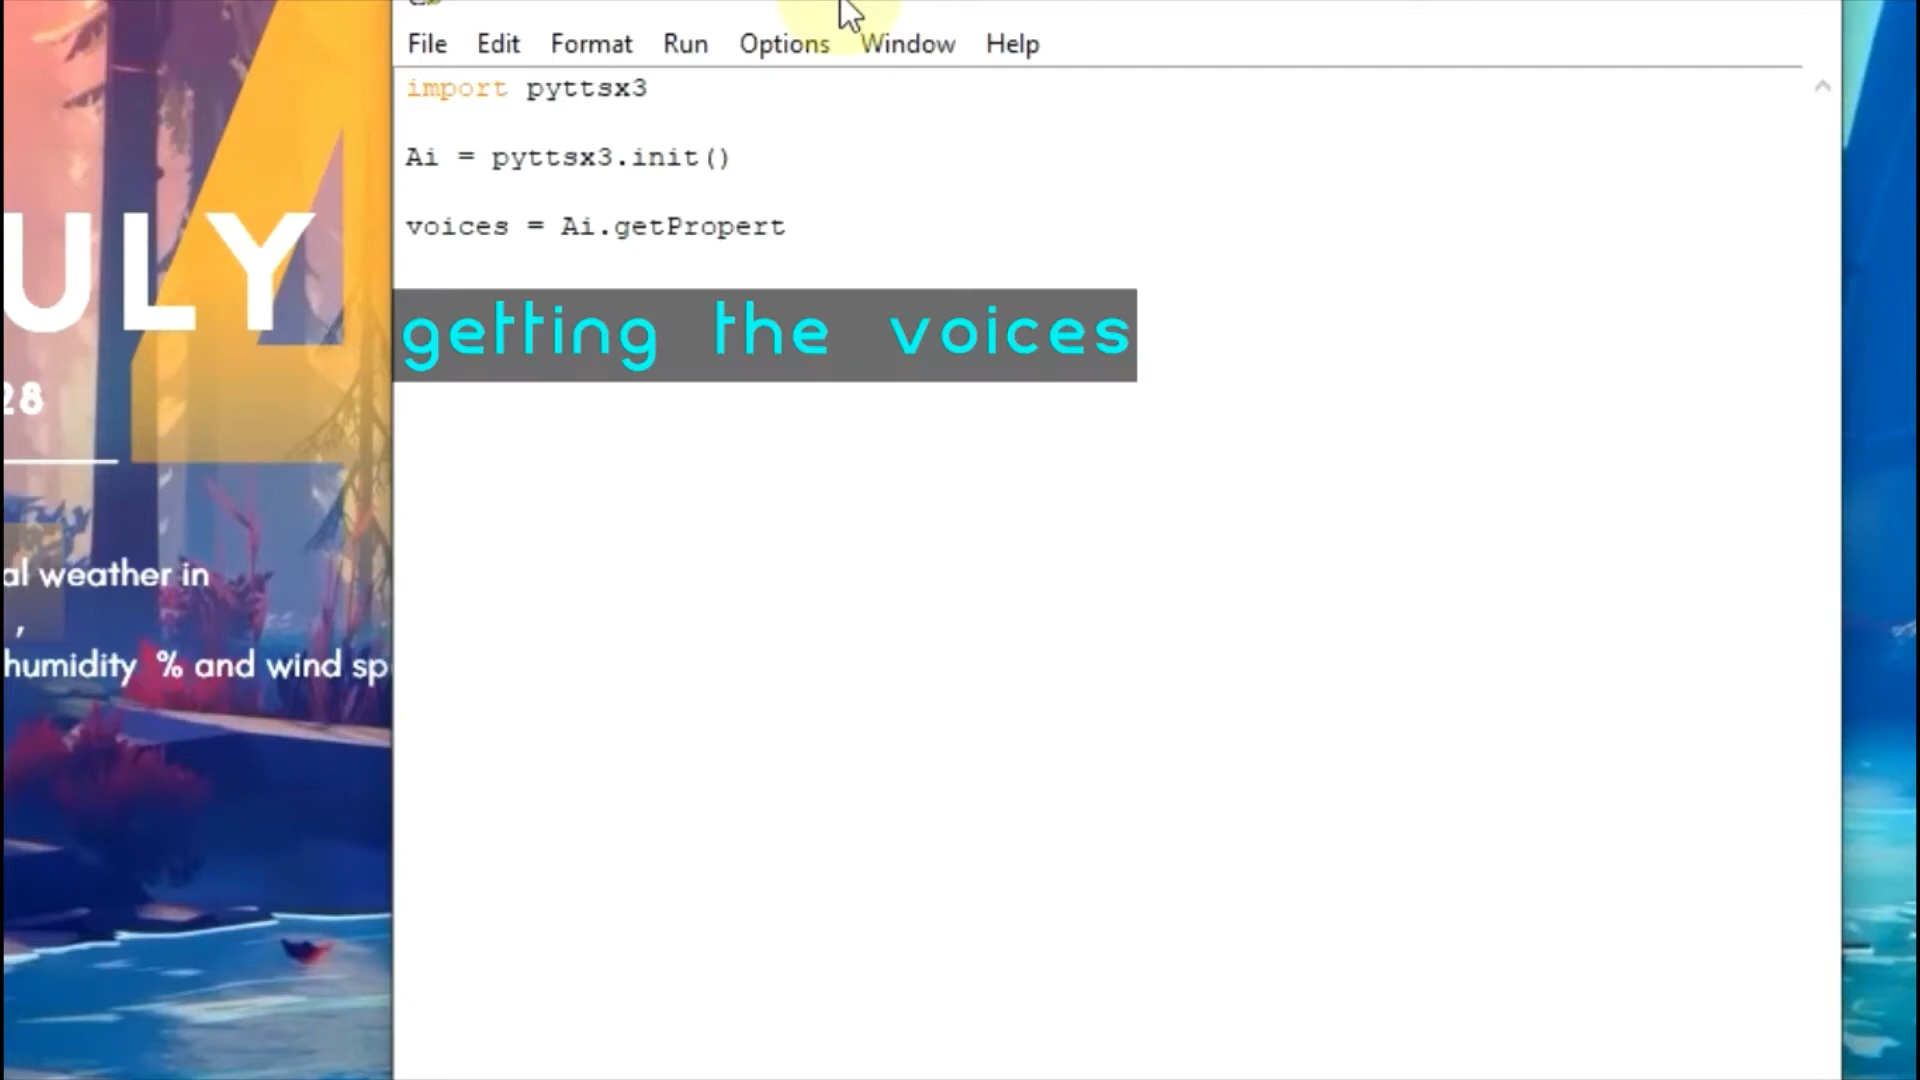 File Edit Format Run Options Window Help
import pyttsx3
Ai = pyttsx3.init()
voices = Ai.getPropert
getting the voices
4
ULY
28
al weather in
,
humidity % and wind sp